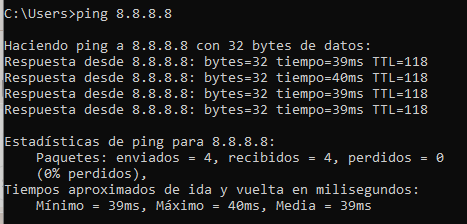 C:\Users>ping 8.8.8.8
Haciendo ping a 8.8.8.8 con 32 bytes de datos:
Respuesta desde 8.8.8.8: bytes=32 tiempo=39ms TTL=118
Respuesta desde 8.8.8.8: bytes=32 tiempo=40ms TTL=118
Respuesta desde 8.8.8.8: bytes=32 tiempo=39ms TTL=118
Respuesta desde 8.8.8.8: bytes=32 tiempo=39ms TTL=118
Estadísticas de ping para 8.8.8.8:
Paquetes: enviados = 4, recibidos = 4, perdidos = 0
(0% perdidos),
Tiempos aproximados de ida y vuelta en milisegundos:
Mínimo = 39ms, Máximo = 40ms, Media = 39ms